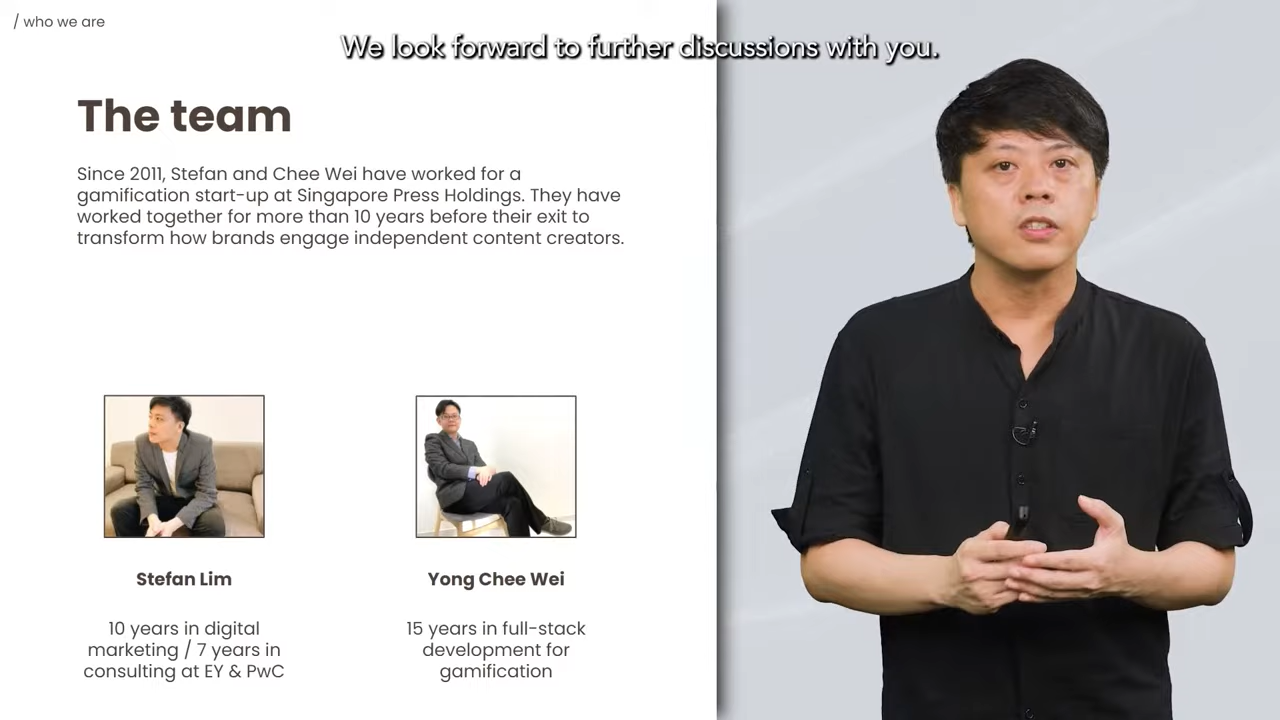 / who we are
We look forward to further discussions with you.
The team
Since 2011, Stefan and Chee Wei have worked for a
gamification start-up at Singapore Press Holdings. They have
worked together for more than 10 years before their exit to
transform how brands engage independent content creators.
Stefan Lim
10 years in digital
marketing / 7 years in
consulting at EY & PwC
Yong Chee Wei
15 years in full-stack
development for
gamification